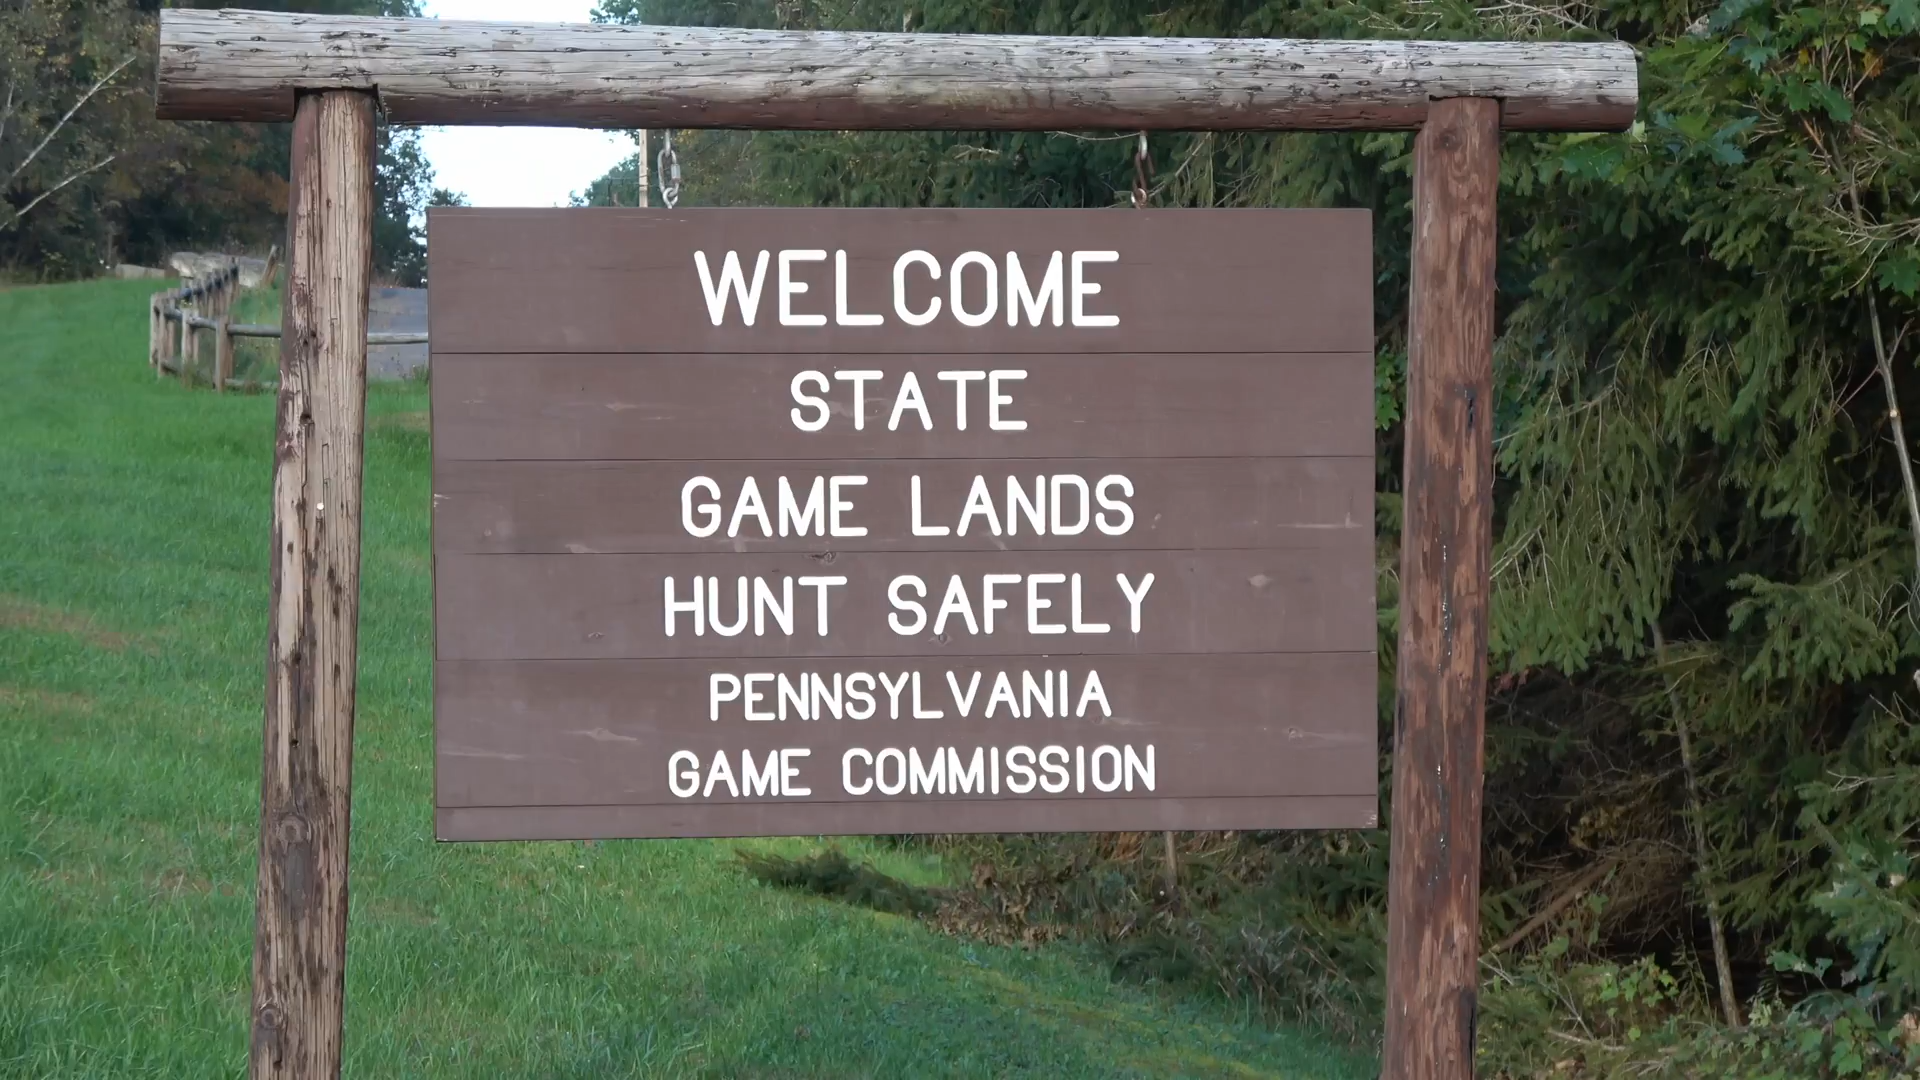 WELCOME
STATE
GAME LANDS
HUNT SAFELY
PENNSYLVANIA
GAME COMMISSION